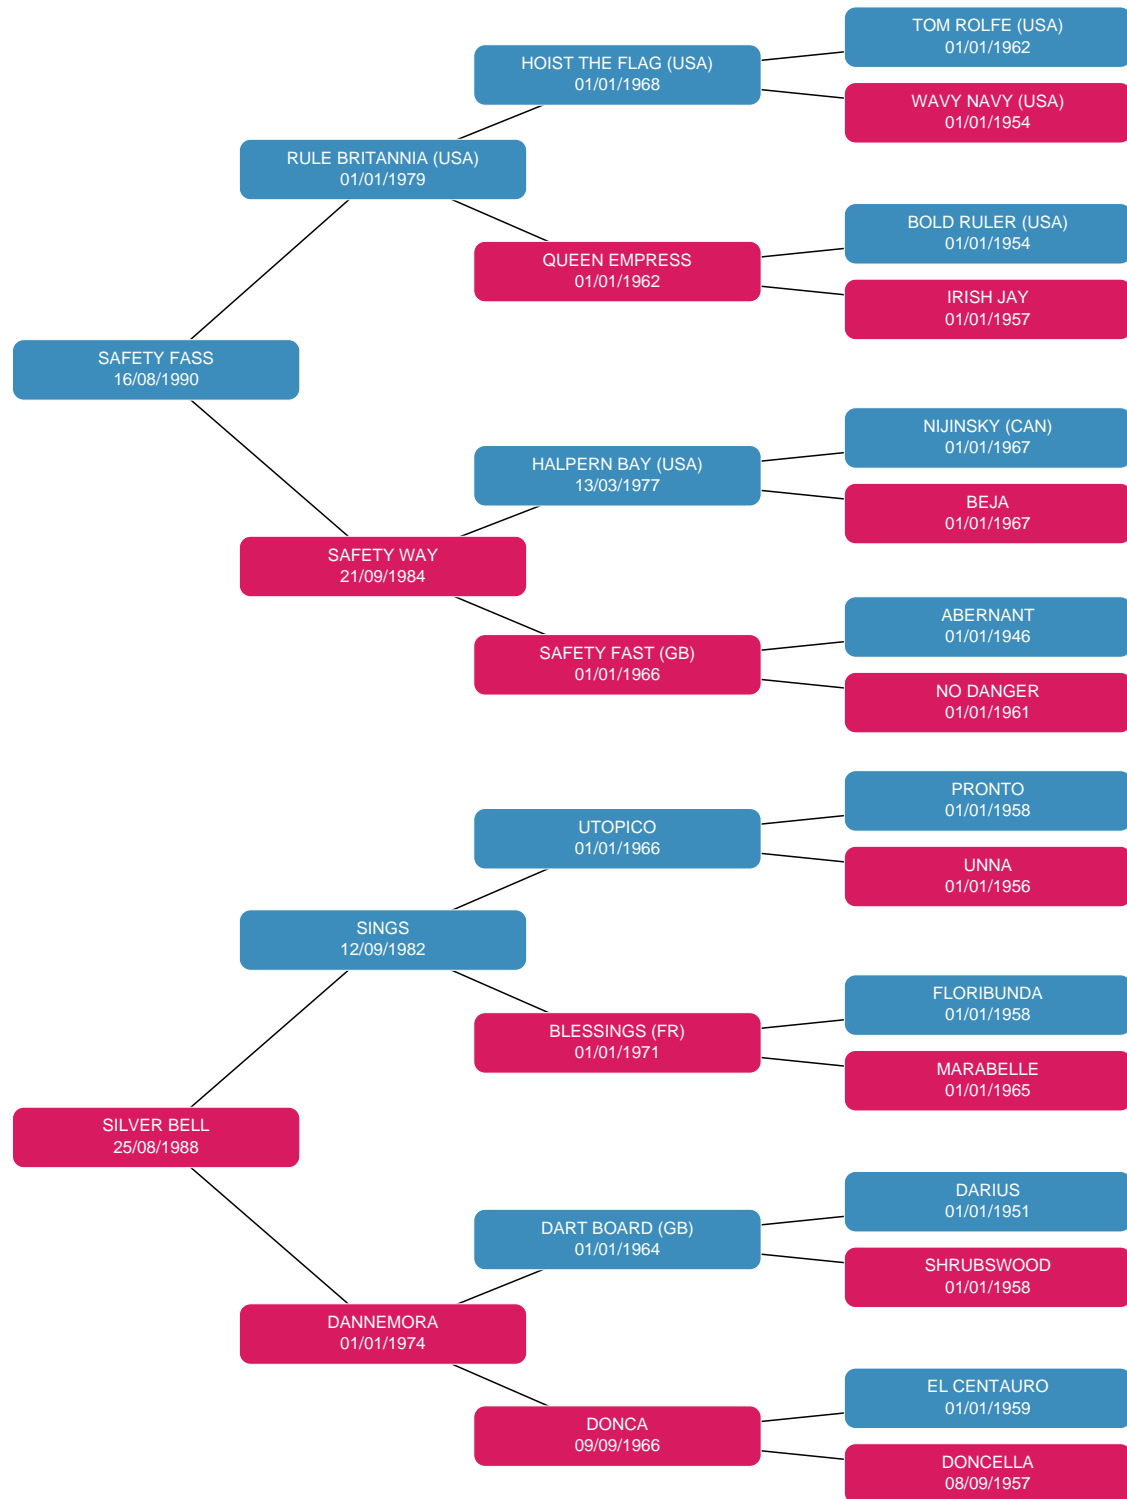 TOM ROLFE (USA)
01/01/1962
HOIST THE FLAG (USA)
01/01/1968
WAVY NAVY (USA)
01/01/1954
RULE BRITANNIA (USA)
01/01/1979
BOLD RULER (USA)
01/01/1954
QUEEN EMPRESS
01/01/1962
IRISH JAY
01/01/1957
SAFETY FASS
16/08/1990
NIJINSKY (CAN)
01/01/1967
HALPERN BAY (USA)
13/03/1977
BEJA
01/01/1967
SAFETY WAY
21/09/1984
ABERNANT
01/01/1946
SAFETY FAST (GB)
01/01/1966
NO DANGER
01/01/1961
PRONTO
01/01/1958
UTOPICO
01/01/1966
UNNA
01/01/1956
SINGS
12/09/1982
FLORIBUNDA
01/01/1958
BLESSINGS (FR)
01/01/1971
MARABELLE
01/01/1965
SILVER BELL
25/08/1988
DARIUS
01/01/1951
DART BOARD (GB)
01/01/1964
SHRUBSWOOD
01/01/1958
DANNEMORA
01/01/1974
EL CENTAURO
01/01/1959
DONCA
09/09/1966
DONCELLA
08/09/1957